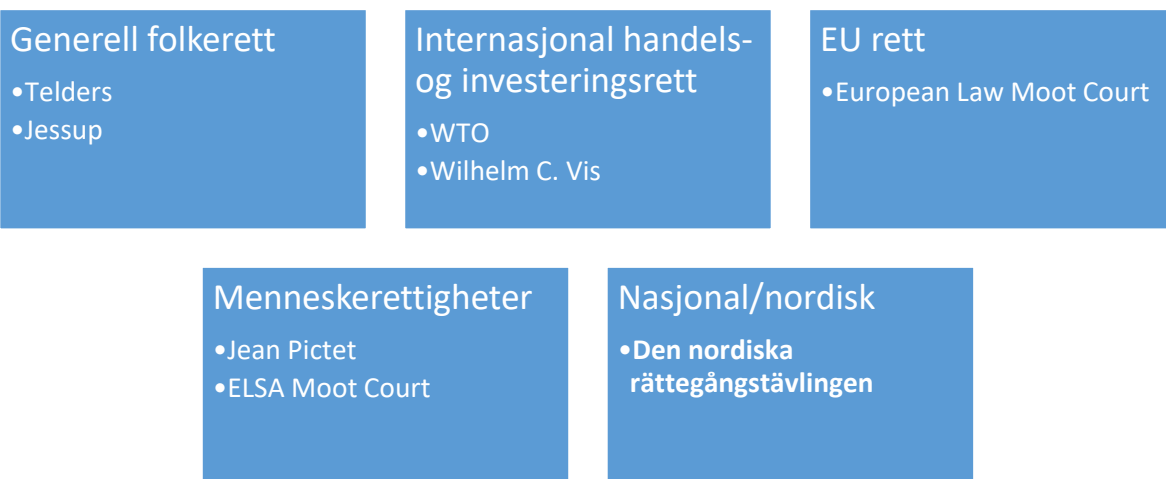 Generell folkerett
•Telders
•Jessup
Internasjonal handels-
og investeringsrett
•WTO
•Wilhelm C. Vis
EU rett
•European Law Moot Court
Menneskerettigheter
•Jean Pictet
•ELSA Moot Court
Nasjonal/nordisk
•Den nordiska
rättegångstävlingen